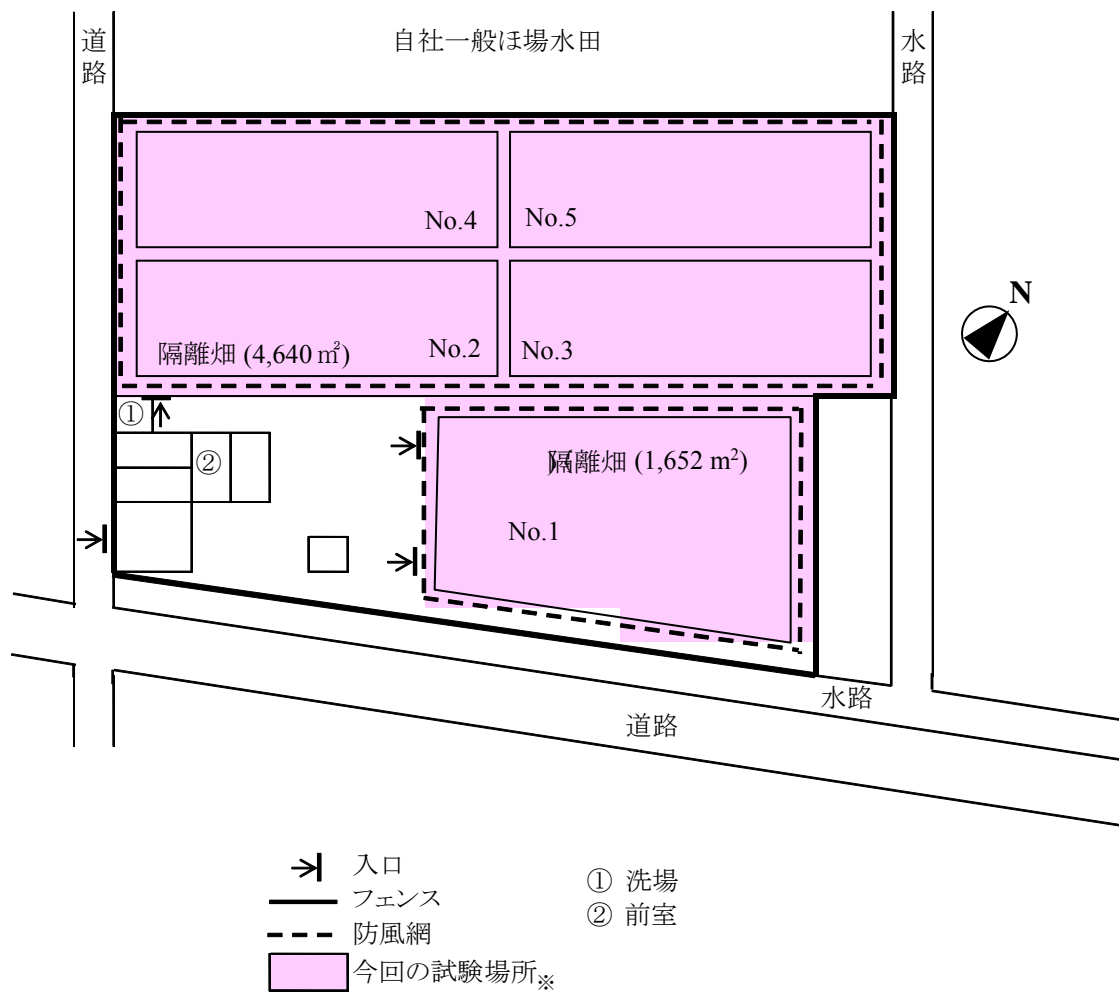 道路
自社一般ほ場水田
水路
No.4
No.5
隔離畑 (4,640 ㎡)
No.2
No.3
N
①
②
隔離畑 (1,652 m²)
No.1
水路
道路
入口
フェンス
防風網
今回の試験場所※
① 洗場
② 前室